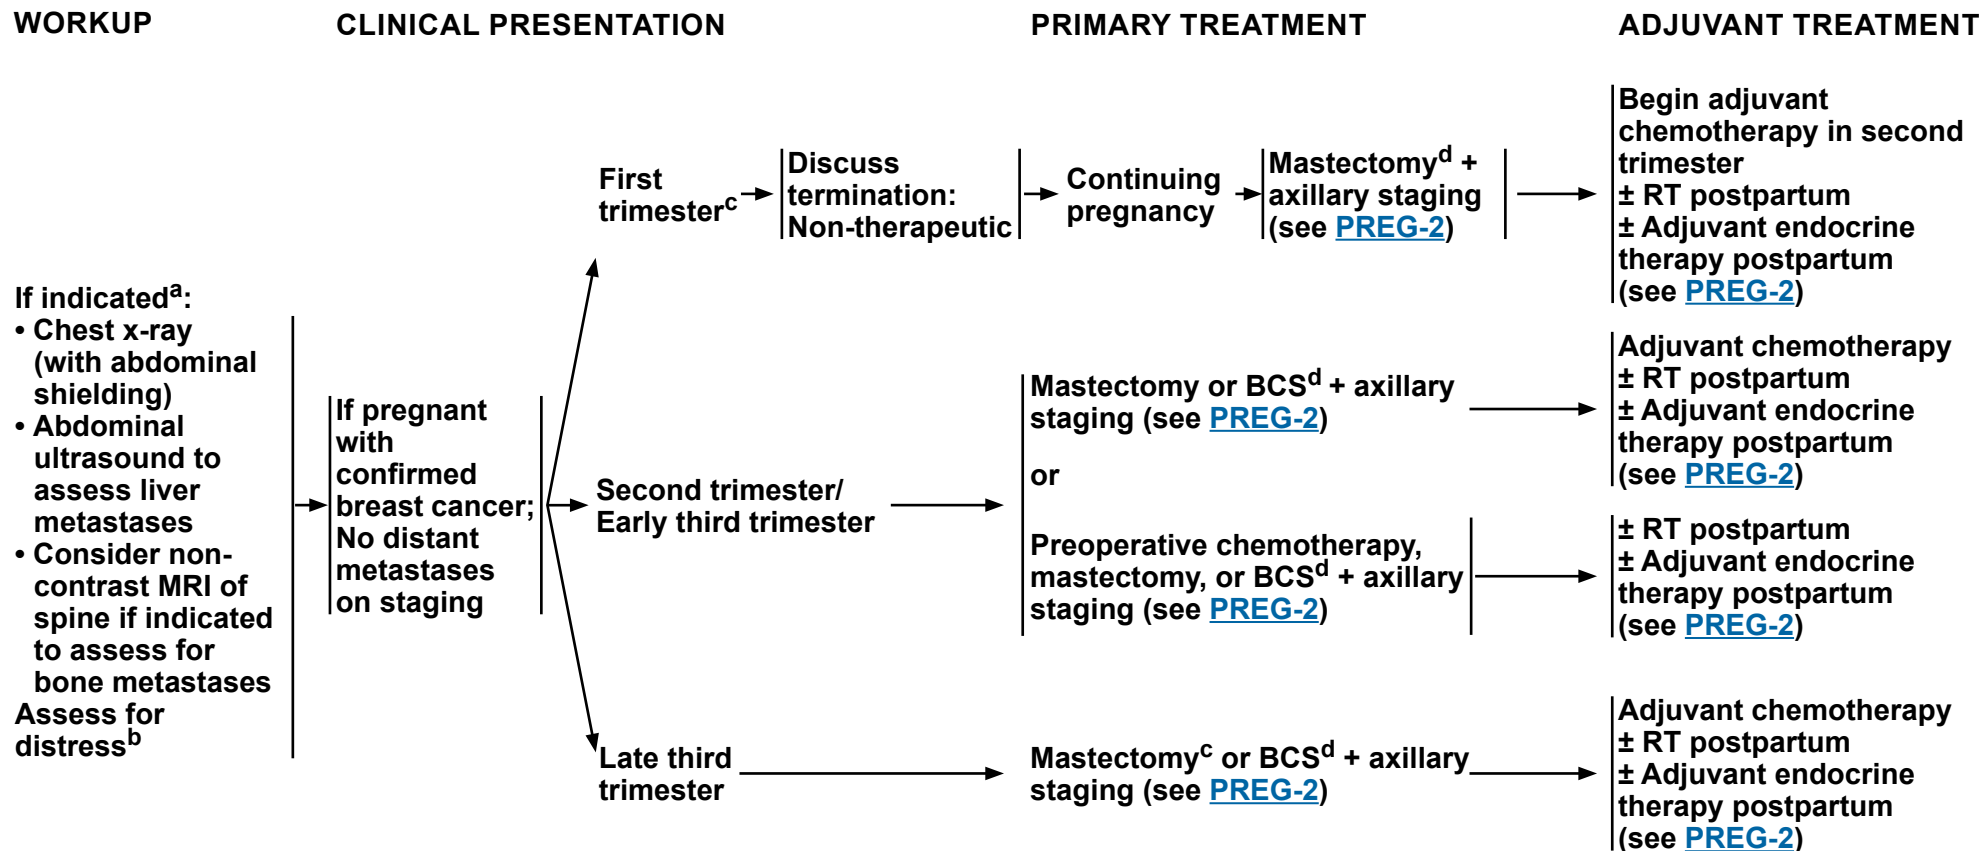 WORKUP
CLINICAL PRESENTATION
PRIMARY TREATMENT
ADJUVANT TREATMENT
If indicatedᵃ:
• Chest x-ray
(with abdominal
shielding)
• Abdominal
ultrasound to
assess liver
metastases
• Consider non-
contrast MRI of
spine if indicated
to assess for
bone metastases
Assess for
distressᵇ
If pregnant
with
confirmed
breast cancer;
No distant
metastases
on staging
First
trimesterᶜ
Discuss
termination:
Non-therapeutic
Continuing
pregnancy
Mastectomyᵈ +
axillary staging
(see PREG-2)
Begin adjuvant
chemotherapy in second
trimester
± RT postpartum
± Adjuvant endocrine
therapy postpartum
(see PREG-2)
Second trimester/
Early third trimester
Mastectomy or BCSᵈ + axillary
staging (see PREG-2)
or
Preoperative chemotherapy,
mastectomy, or BCSᵈ + axillary
staging (see PREG-2)
Adjuvant chemotherapy
± RT postpartum
± Adjuvant endocrine
therapy postpartum
(see PREG-2)
± RT postpartum
± Adjuvant endocrine
therapy postpartum
(see PREG-2)
Late third
trimester
Mastectomyᶜ or BCSᵈ + axillary
staging (see PREG-2)
Adjuvant chemotherapy
± RT postpartum
± Adjuvant endocrine
therapy postpartum
(see PREG-2)